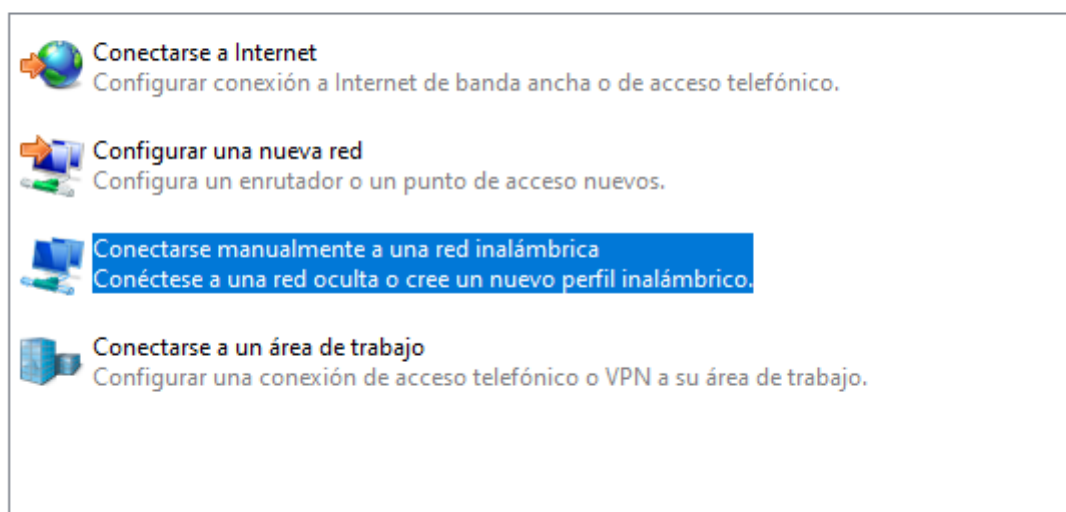 Conectarse a Internet
Configurar conexión a Internet de banda ancha o de acceso telefónico.
Configurar una nueva red
Configura un enrutador o un punto de acceso nuevos.
Conectarse manualmente a una red inalámbrica
Conéctese a una red oculta o cree un nuevo perfil inalámbrico.
Conectarse a un área de trabajo
Configurar una conexión de acceso telefónico o VPN a su área de trabajo.